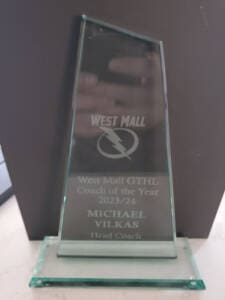 WEST MALL
West Mall GTHL
Coach of the Year
2023/24
MICHAEL
VILKAS
Head Coach